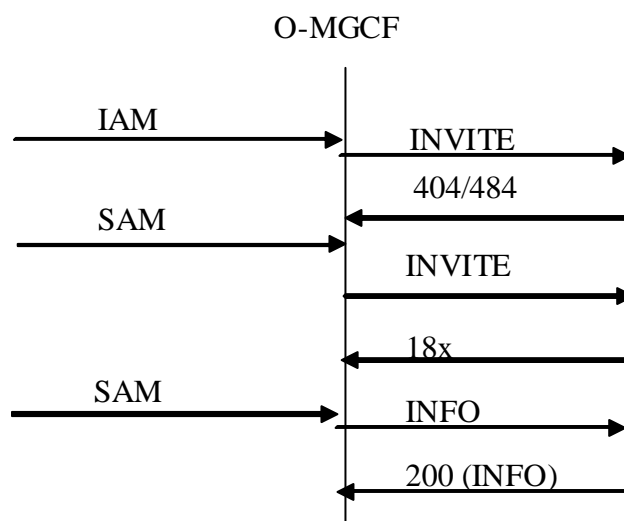 O-MGCF
IAM
INVITE
404/484
SAM
INVITE
18x
SAM
INFO
200 (INFO)